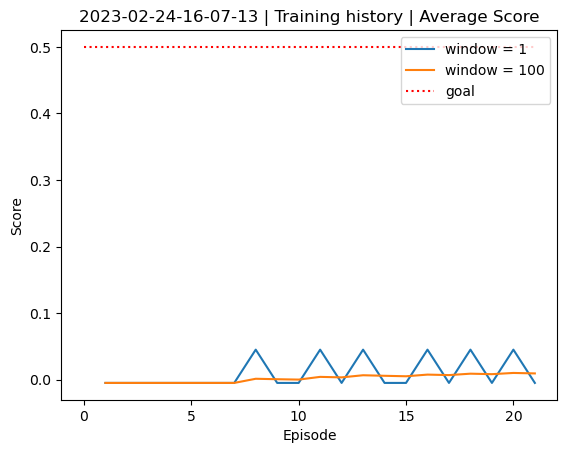 2023-02-24-16-07-13 | Training history | Average Score
window = 1
window = 100
goal
0.5
0.4
0.3
0.2
0.1
0.0
Score
0
5
10
15
20
Episode